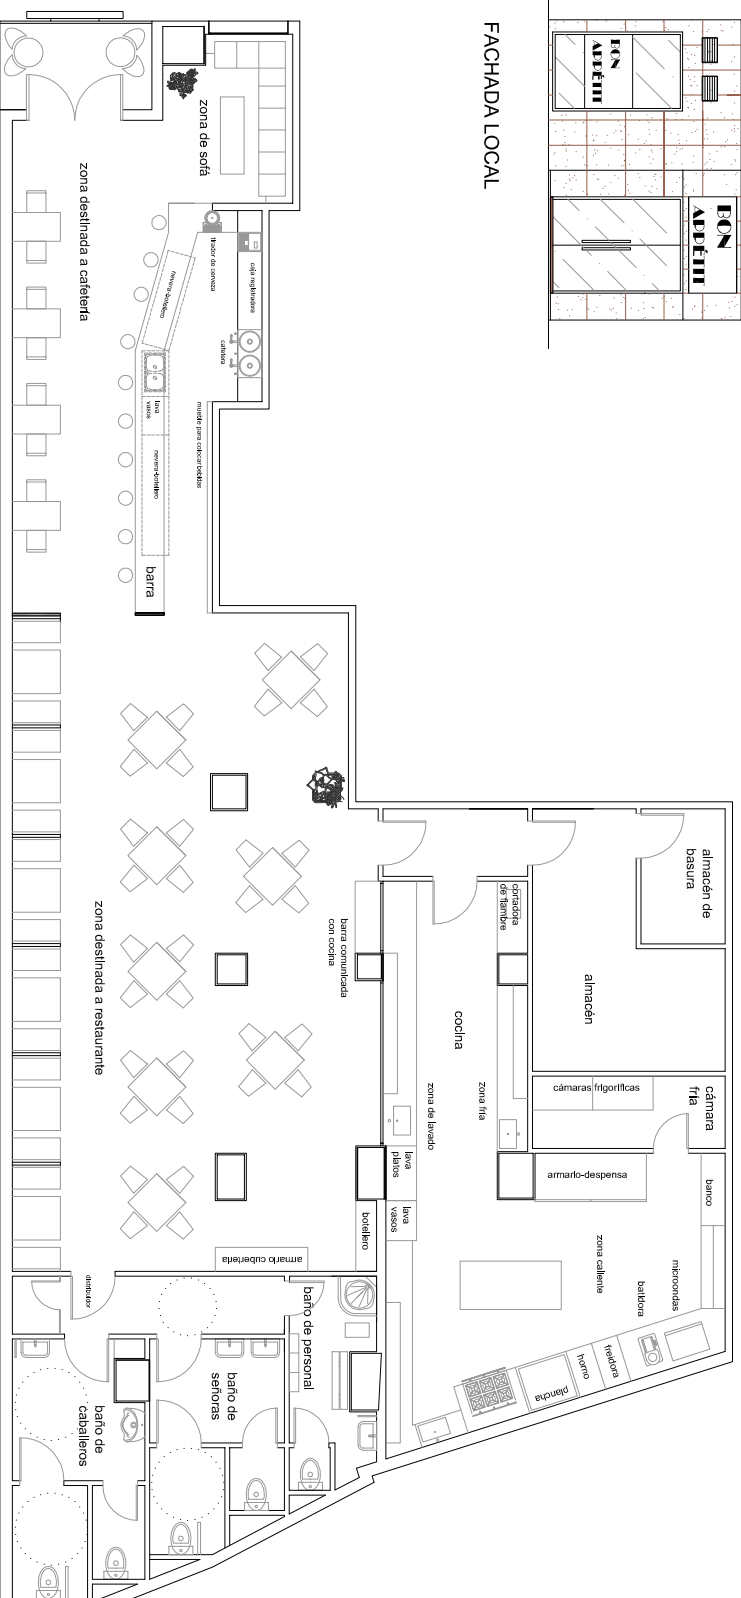 BON
APPÉTIT
BON
APPÉTIT
FACHADA LOCAL
zona de sofá
zona destinada a cafetería
tirador de cerveza
caja registradora
cafetera
nevera-botellero
lava
vasos
mueble para colocar bebidas
nevera-botellero
barra
almacén de
basura
cortadora
de fiambre
barra comunicada
con cocina
zona destinada a restaurante
almacén
cocina
zona de lavado
zona fría
cámaras frigoríficas
cámara
fría
lava
platos
armario-despensa
banco
lava
vasos
botellero
armario cubertería
zona caliente
microondas
batidora
distribuidor
baño de personal
freidora
horno
plancha
baño de
señoras
baño de
caballeros